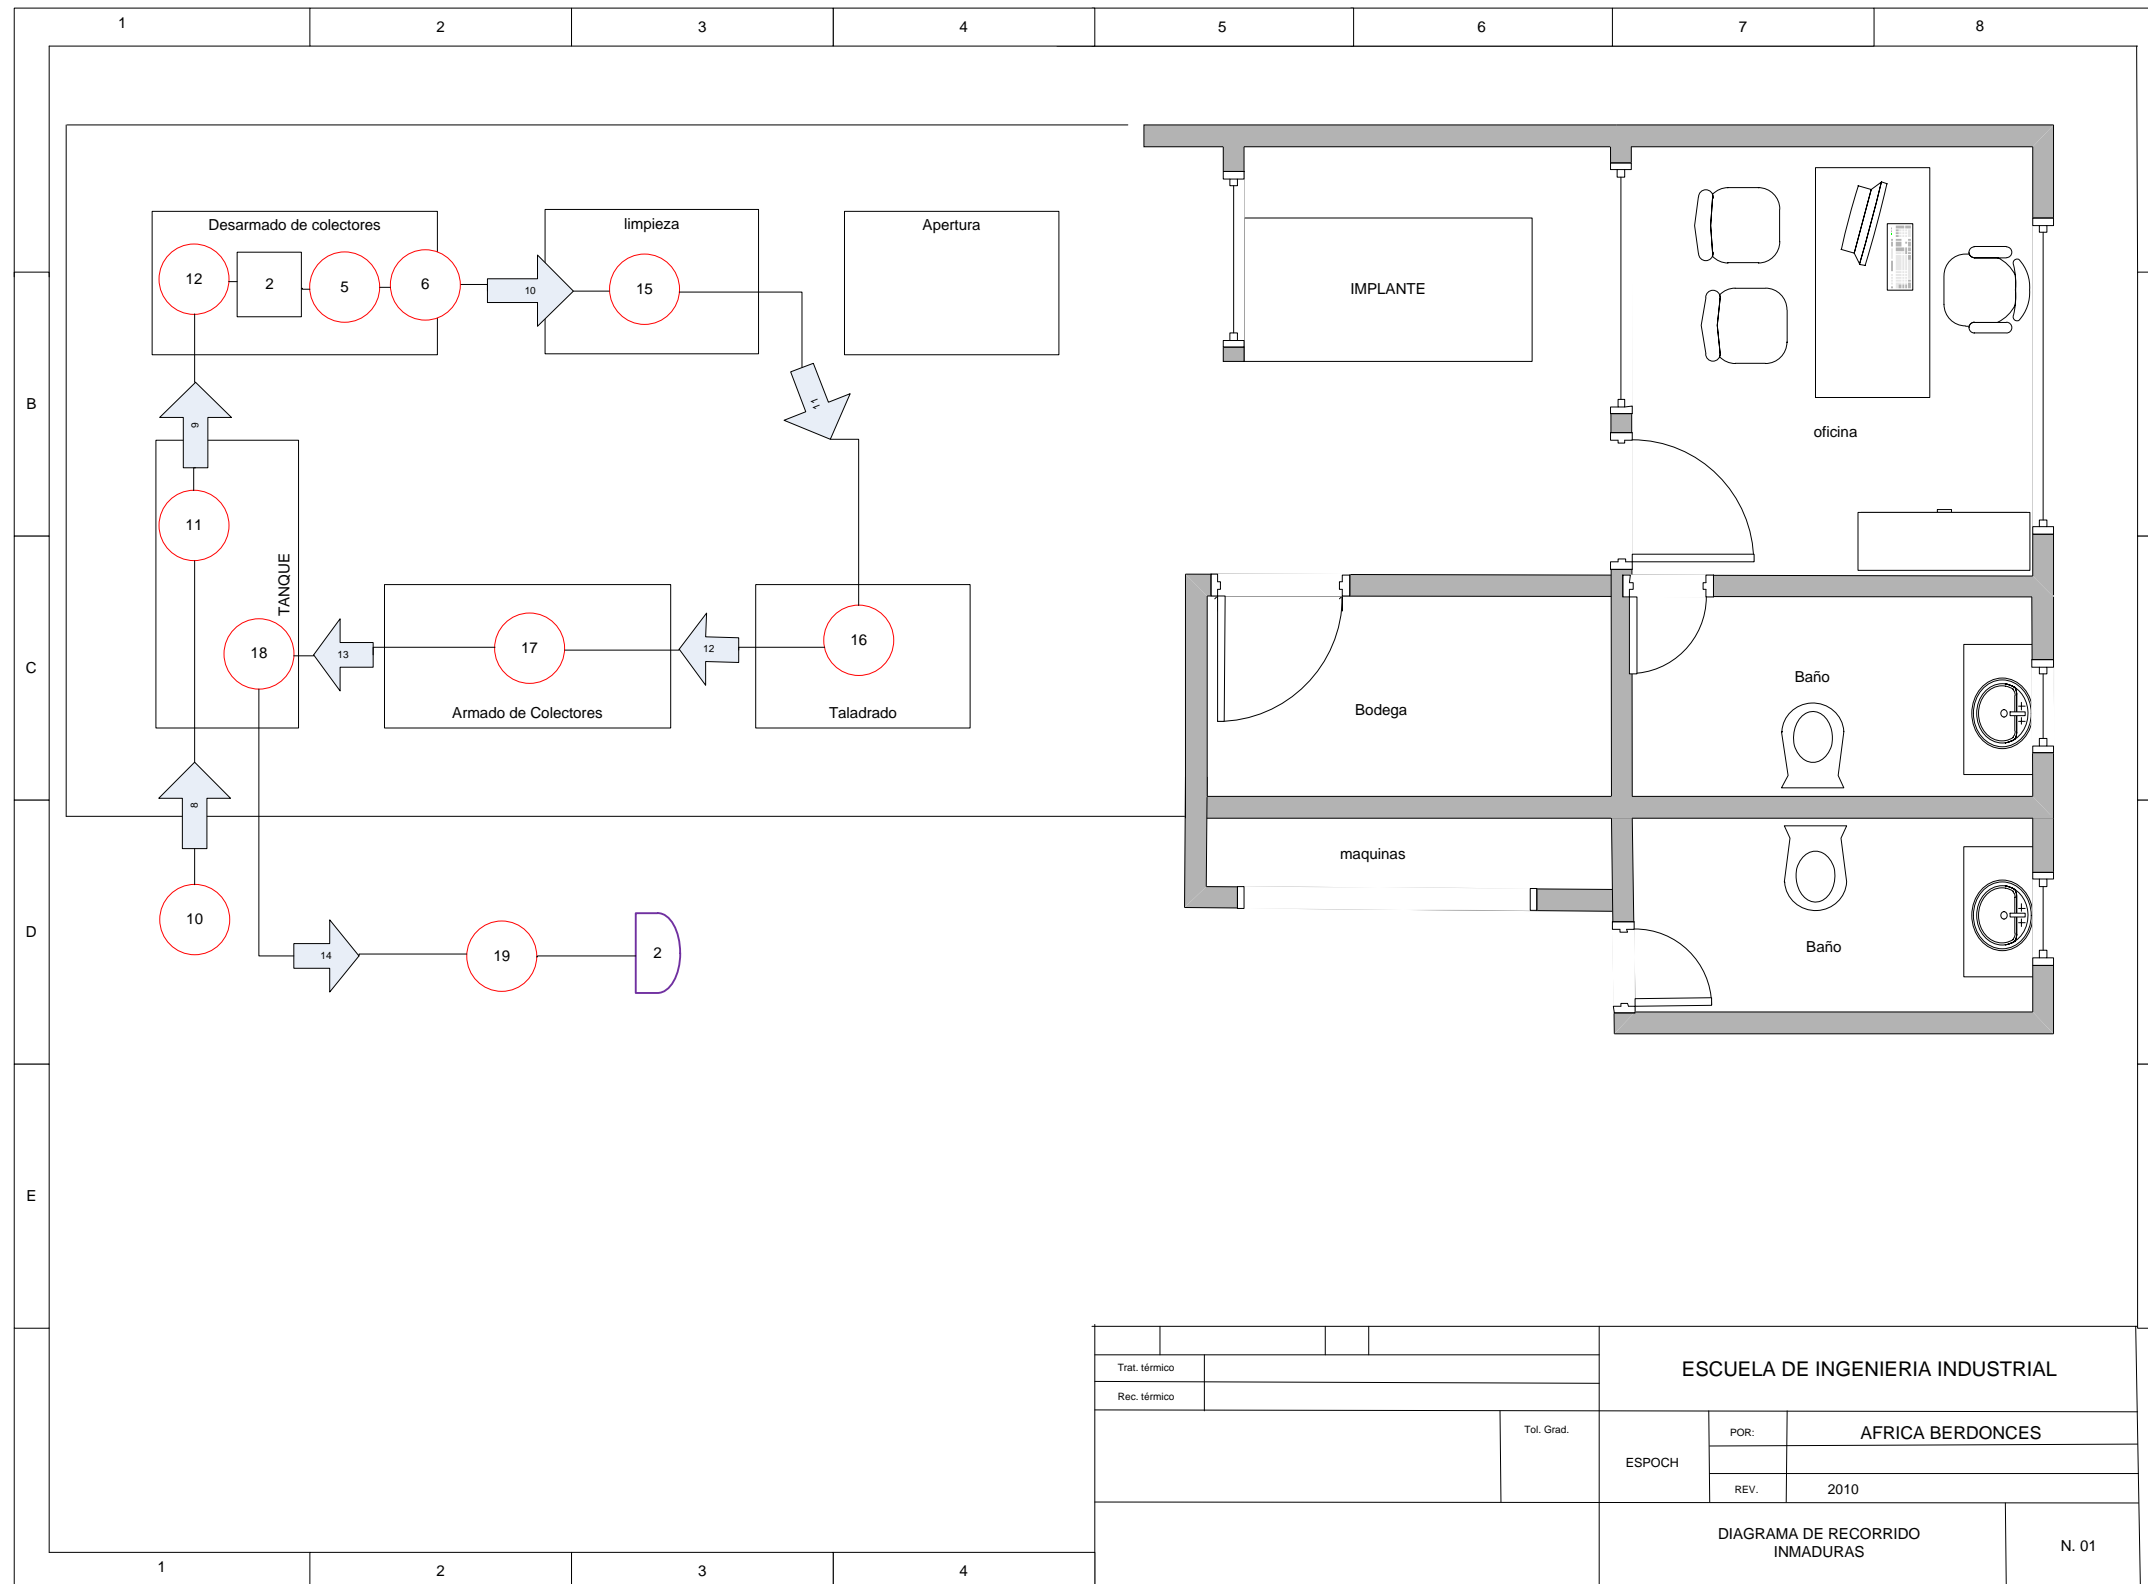 1 2 3 4 5 6 7 8
Desarmado de colectores
limpieza
Apertura
12 2 5 6 10 15
IMPLANTE
11
B
9
oficina
11
TANQUE
C
18 13 17 12 16
Armado de Colectores
Taladrado
Bodega
Baño
8
maquinas
D
10
14 19 2
Baño
E
Trat. térmico
Rec. térmico
Tol. Grad.
ESCUELA DE INGENIERIA INDUSTRIAL
ESPOCH
POR:
AFRICA BERDONCES
REV.
2010
DIAGRAMA DE RECORRIDO
INMADURAS
N. 01
1 2 3 4